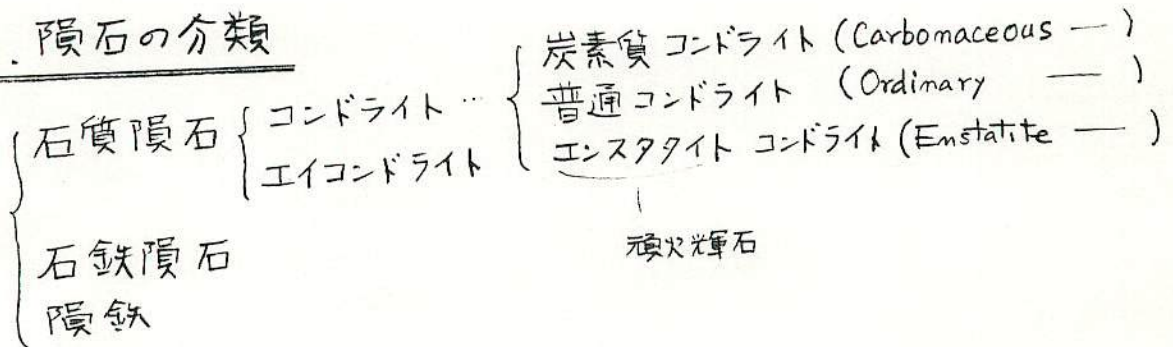 . 隕石の分類
石質隕石 { コンドライト … { 炭素質 コンドライト (Carbonaceous — )
普通 コンドライト (Ordinary — )
エイコンドライト
エンスタタイト コンドライト (Enstatite — )
頑火輝石
石鉄隕石
隕鉄